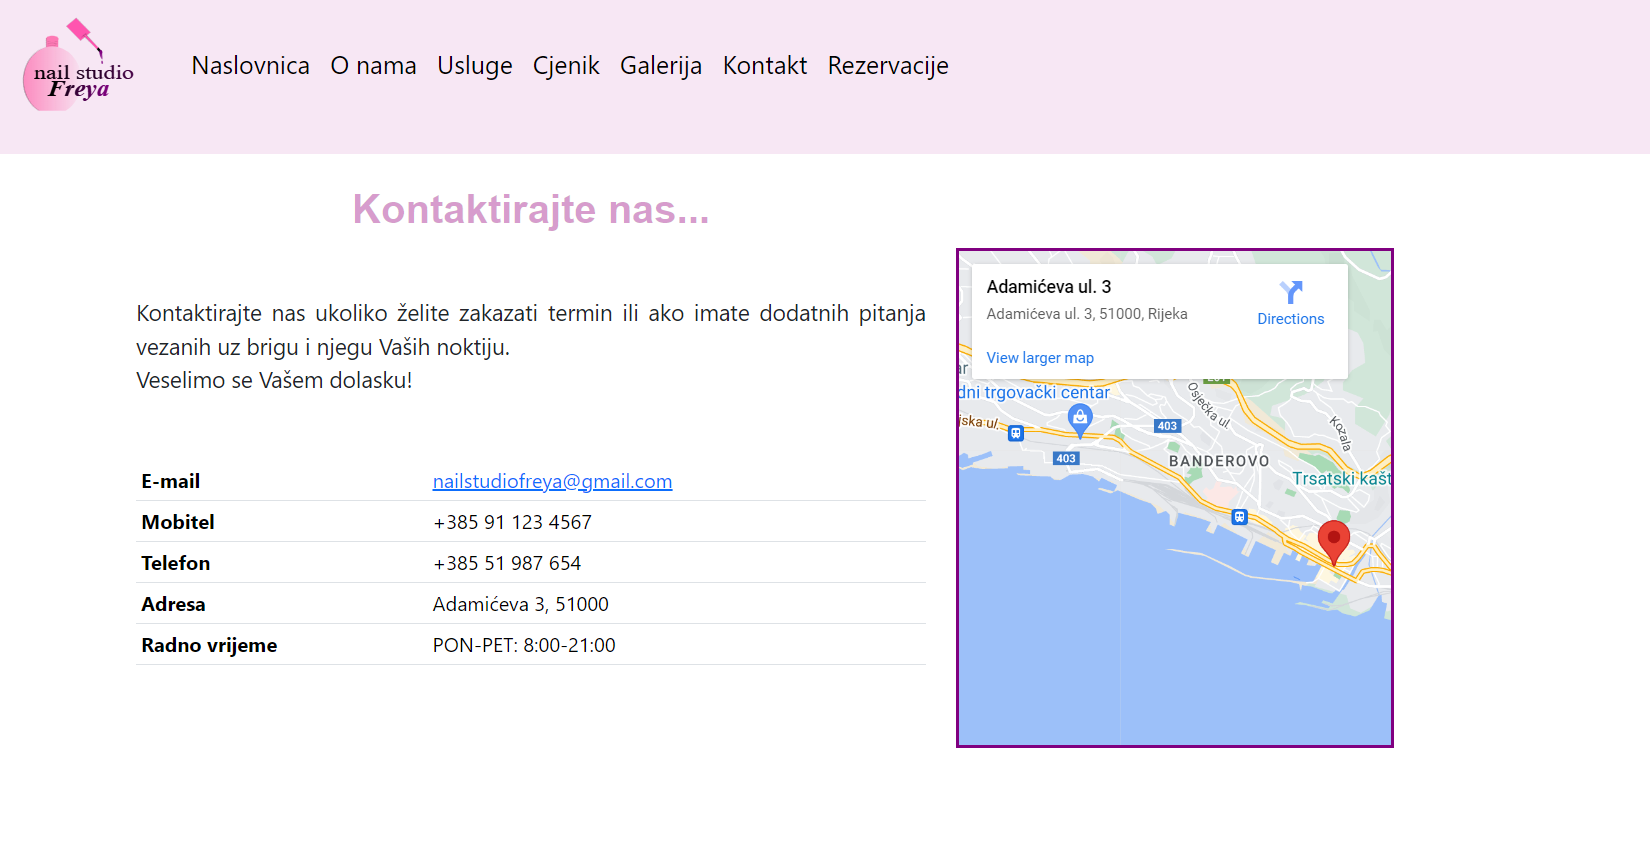 nail studio
Freya
Naslovnica O nama Usluge Cjenik Galerija Kontakt Rezervacije
Kontaktirajte nas...
Kontaktirajte nas ukoliko želite zakazati termin ili ako imate dodatnih pitanja
vezanih uz brigu i njegu Vaših noktiju.
Veselimo se Vašem dolasku!
E-mail nailstudiofreya@gmail.com
Mobitel +385 91 123 4567
Telefon +385 51 987 654
Adresa Adamićeva 3, 51000
Radno vrijeme PON-PET: 8:00-21:00
Adamićeva ul. 3
Adamićeva ul. 3, 51000, Rijeka
Directions
View larger map
dni trgovački centar
Osječka ul.
jska ul.
403
403
Kozala
BANDEROVO
Trsatski kašt